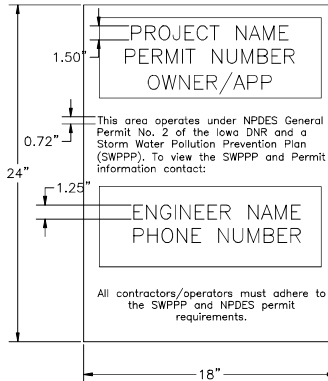 PROJECT NAME
PERMIT NUMBER
OWNER/APP
1.50"
This area operates under NPDES General
Permit No. 2 of the Iowa DNR and a
Storm Water Pollution Prevention Plan
(SWPPP). To view the SWPPP and Permit
information contact:
0.72"
24"
1.25"
ENGINEER NAME
PHONE NUMBER
All contractors/operators must adhere to
the SWPPP and NPDES permit
requirements.
18"